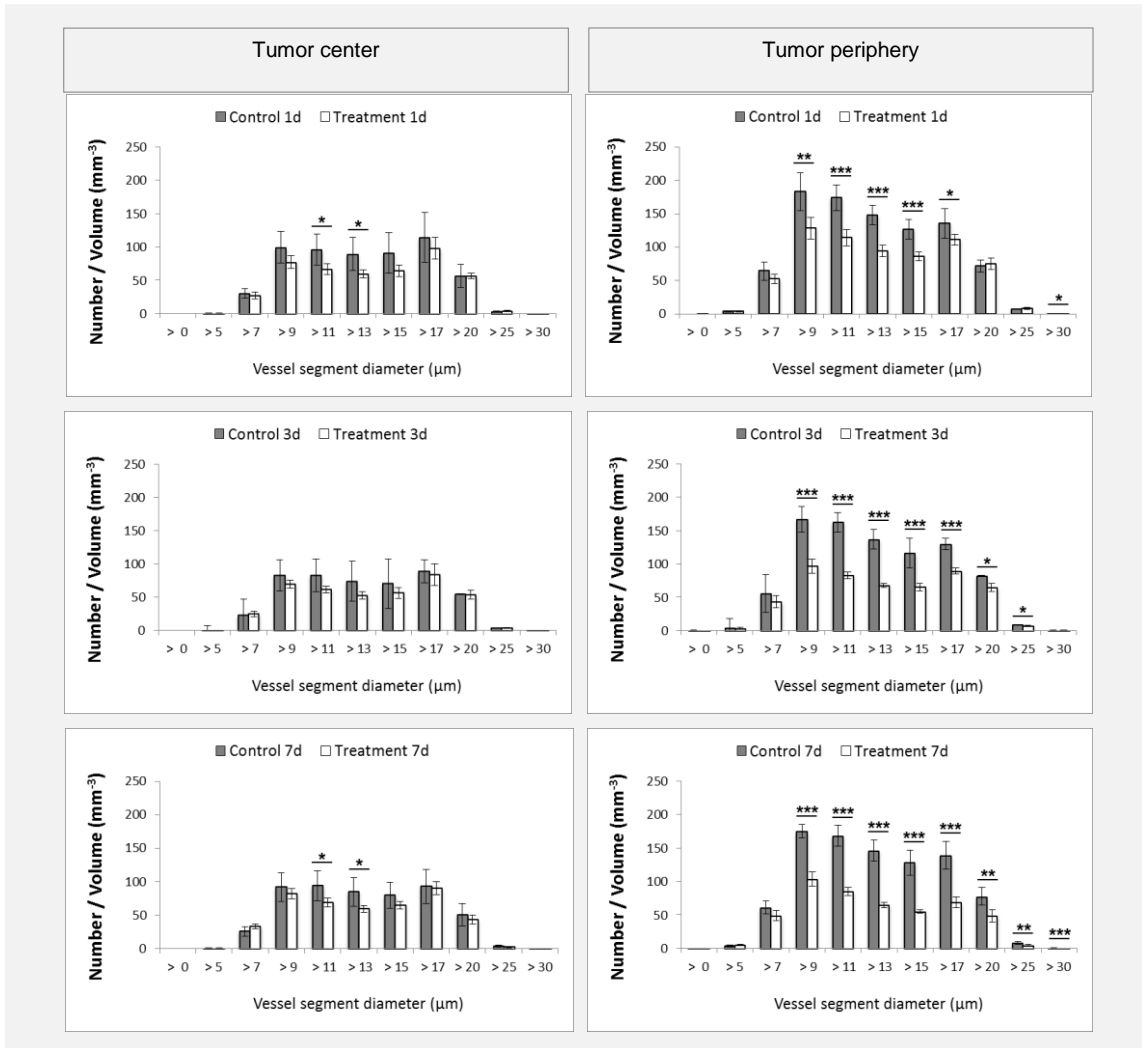 Tumor center
Tumor periphery
Control 1d Treatment 1d
Number / Volume (mm-3)
250
200
150
100
50
0
* *
> 0 > 5 > 7 > 9 > 11 > 13 > 15 > 17 > 20 > 25 > 30
Vessel segment diameter (µm)
Control 1d Treatment 1d
Number / Volume (mm-3)
250
200
150
100
50
0
** *** *** *** * *
> 0 > 5 > 7 > 9 > 11 > 13 > 15 > 17 > 20 > 25 > 30
Vessel segment diameter (µm)
Control 3d Treatment 3d
Number / Volume (mm-3)
250
200
150
100
50
0
> 0 > 5 > 7 > 9 > 11 > 13 > 15 > 17 > 20 > 25 > 30
Vessel segment diameter (µm)
Control 3d Treatment 3d
Number / Volume (mm-3)
250
200
150
100
50
0
*** *** *** *** *** * *
> 0 > 5 > 7 > 9 > 11 > 13 > 15 > 17 > 20 > 25 > 30
Vessel segment diameter (µm)
Control 7d Treatment 7d
Number / Volume (mm-3)
250
200
150
100
50
0
* *
> 0 > 5 > 7 > 9 > 11 > 13 > 15 > 17 > 20 > 25 > 30
Vessel segment diameter (µm)
Control 7d Treatment 7d
Number / Volume (mm-3)
250
200
150
100
50
0
*** *** *** *** *** ** ** ***
> 0 > 5 > 7 > 9 > 11 > 13 > 15 > 17 > 20 > 25 > 30
Vessel segment diameter (µm)